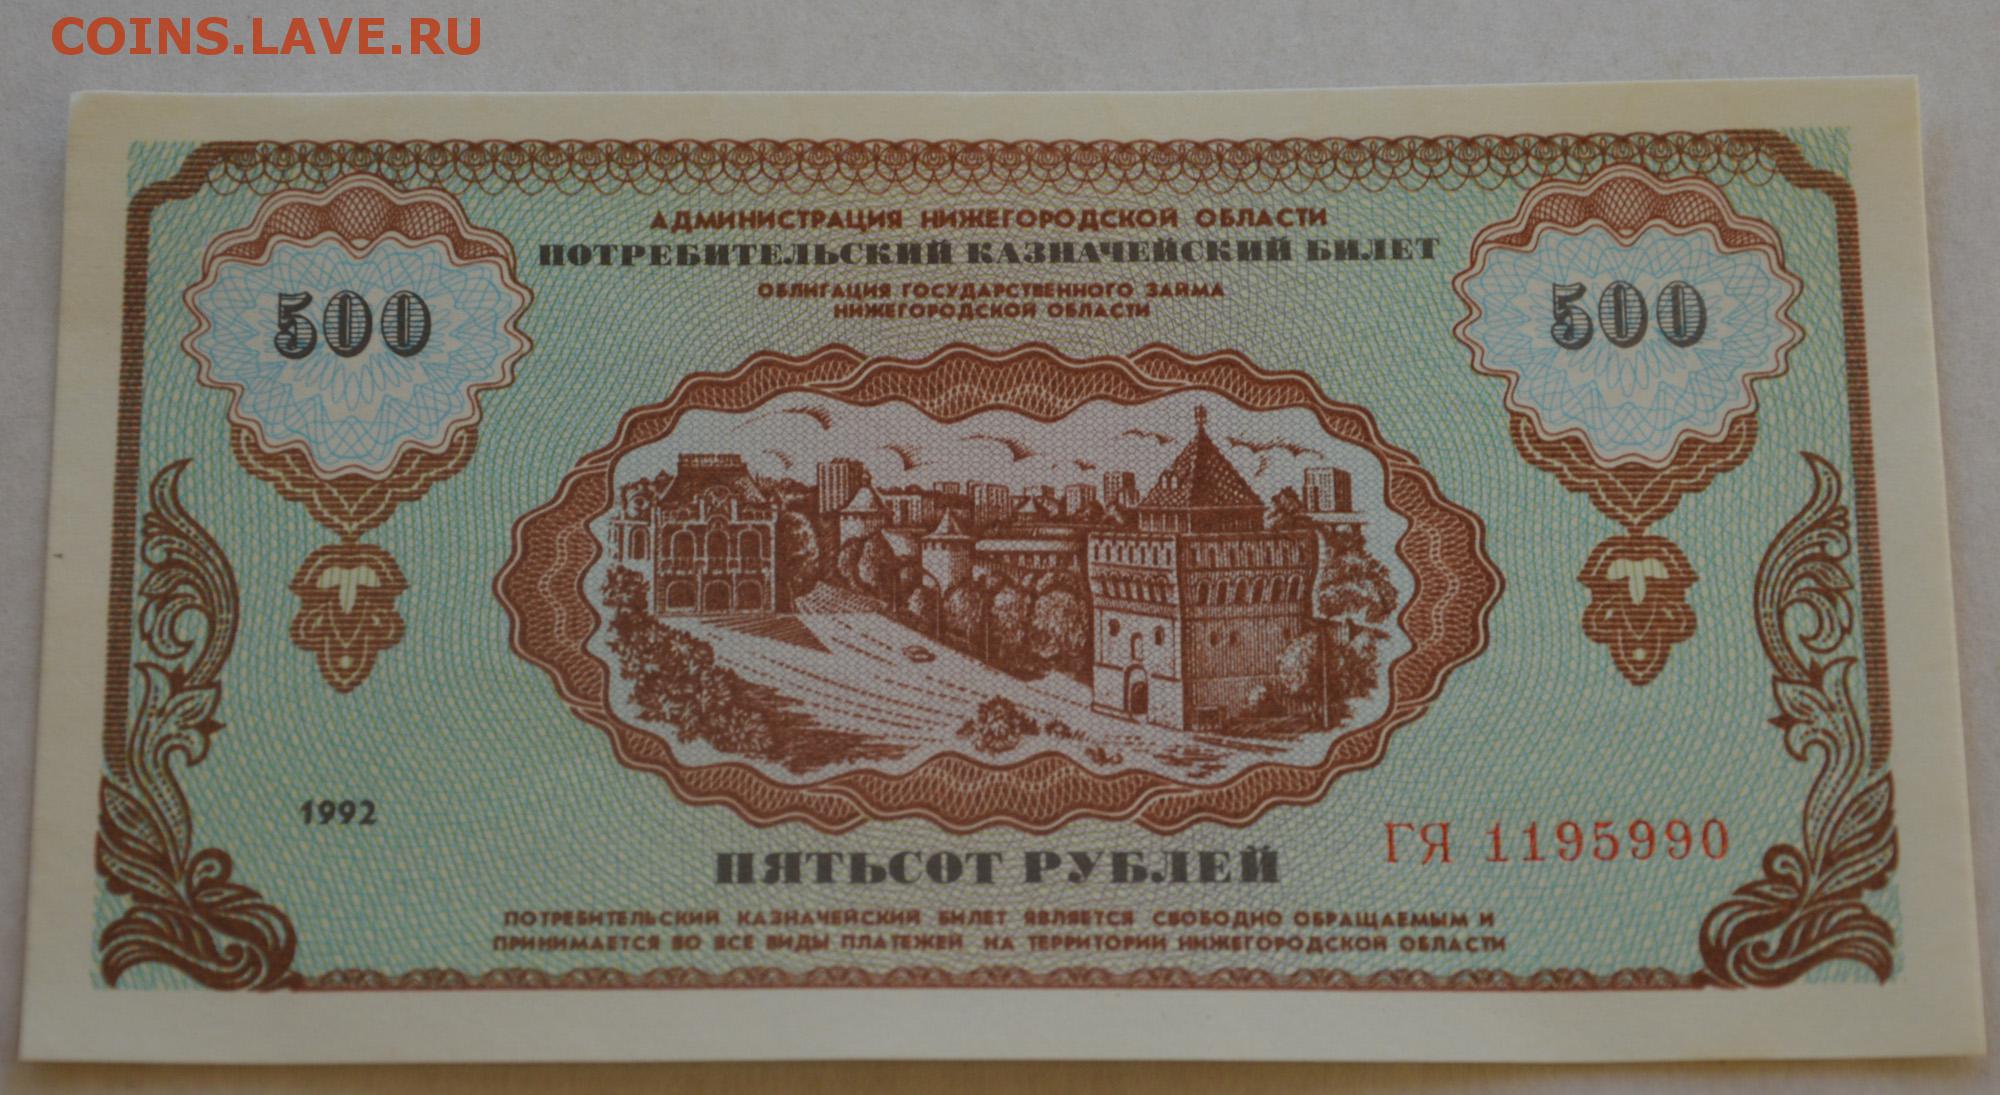 COINS.LAVE.RU
АДМИНИСТРАЦИЯ НИЖЕГОРОДСКОЙ ОБЛАСТИ
ПОТРЕБИТЕЛЬСКИЙ КАЗНАЧЕЙСКИЙ БИЛЕТ
ОБЛИГАЦИЯ ГОСУДАРСТВЕННОГО ЗАЙМА
НИЖЕГОРОДСКОЙ ОБЛАСТИ
500
500
1992
ГЯ 1195990
ПЯТЬСОТ РУБЛЕЙ
ПОТРЕБИТЕЛЬСКИЙ КАЗНАЧЕЙСКИЙ БИЛЕТ ЯВЛЯЕТСЯ СВОБОДНО ОБРАЩАЕМЫМ И
ПРИНИМАЕТСЯ ВО ВСЕ ВИДЫ ПЛАТЕЖЕЙ НА ТЕРРИТОРИИ НИЖЕГОРОДСКОЙ ОБЛАСТИ